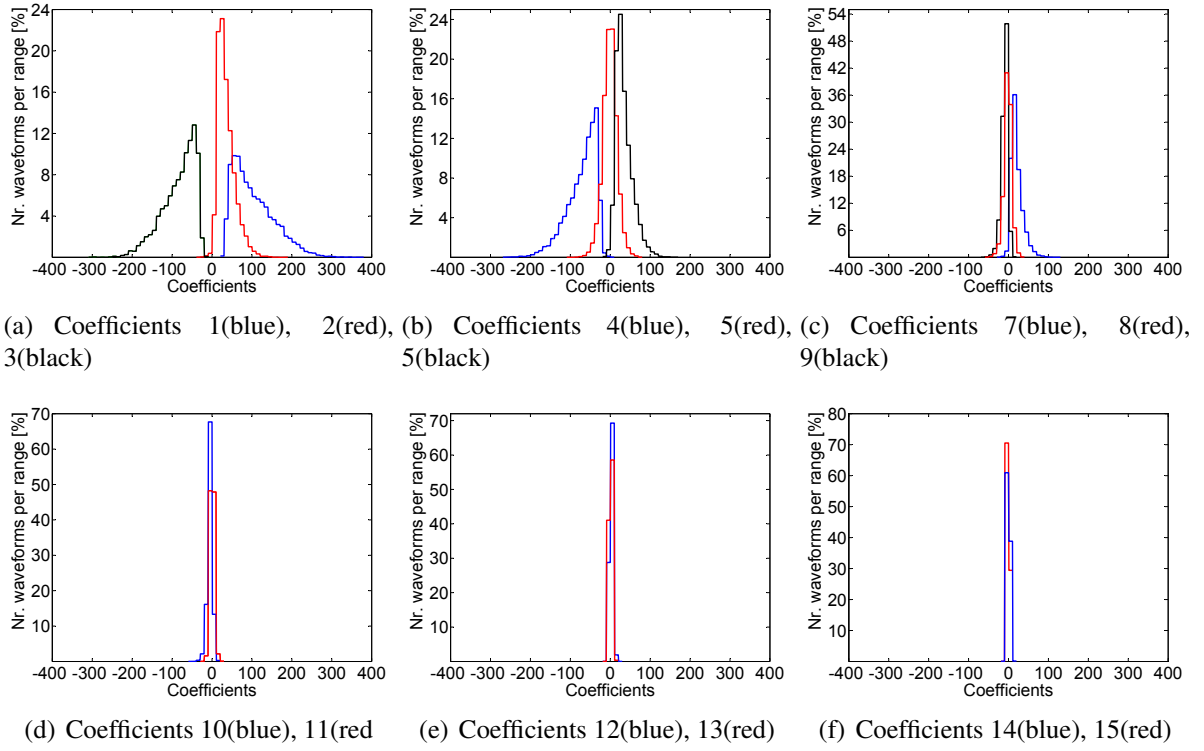 Nr. waveforms per range [%]
24
20
16
12
8
4
-400 -300 -200 -100 0 100 200 300 400
Coefficients
(a) Coefficients 1(blue), 2(red),
3(black)
Nr. waveforms per range [%]
24
20
16
12
8
4
-400 -300 -200 -100 0 100 200 300 400
Coefficients
(b) Coefficients 4(blue), 5(red),
5(black)
Nr. waveforms per range [%]
54
48
42
36
30
24
18
12
6
-400 -300 -200 -100 0 100 200 300 400
Coefficients
(c) Coefficients 7(blue), 8(red),
9(black)
Nr. waveforms per range [%]
70
60
50
40
30
20
10
-400 -300 -200 -100 0 100 200 300 400
Coefficients
(d) Coefficients 10(blue), 11(red
Nr. waveforms per range [%]
70
60
50
40
30
20
10
-400 -300 -200 -100 0 100 200 300 400
Coefficients
(e) Coefficients 12(blue), 13(red)
Nr. waveforms per range [%]
80
70
60
50
40
30
20
10
-400 -300 -200 -100 0 100 200 300 400
Coefficients
(f) Coefficients 14(blue), 15(red)